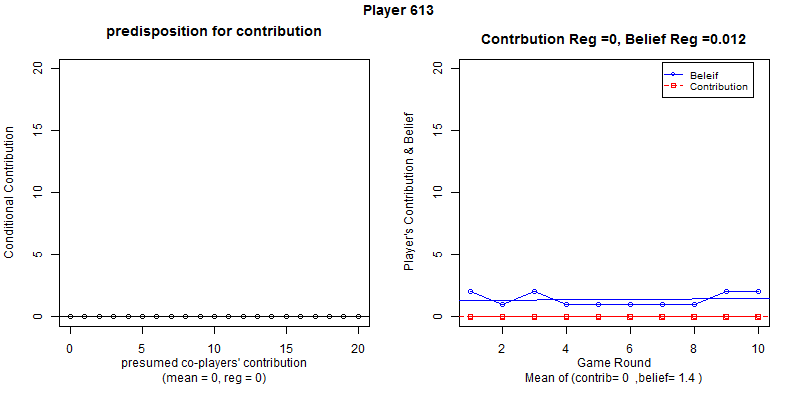 Player 613
predisposition for contribution
Conditional Contribution
20
15
10
5
0
0 5 10 15 20
presumed co-players' contribution
(mean = 0, reg = 0)
Contrbution Reg =0, Belief Reg =0.012
Player's Contribution & Belief
20
15
10
5
0
Beleif
Contribution
2 4 6 8 10
Game Round
Mean of (contrib= 0 ,belief= 1.4 )